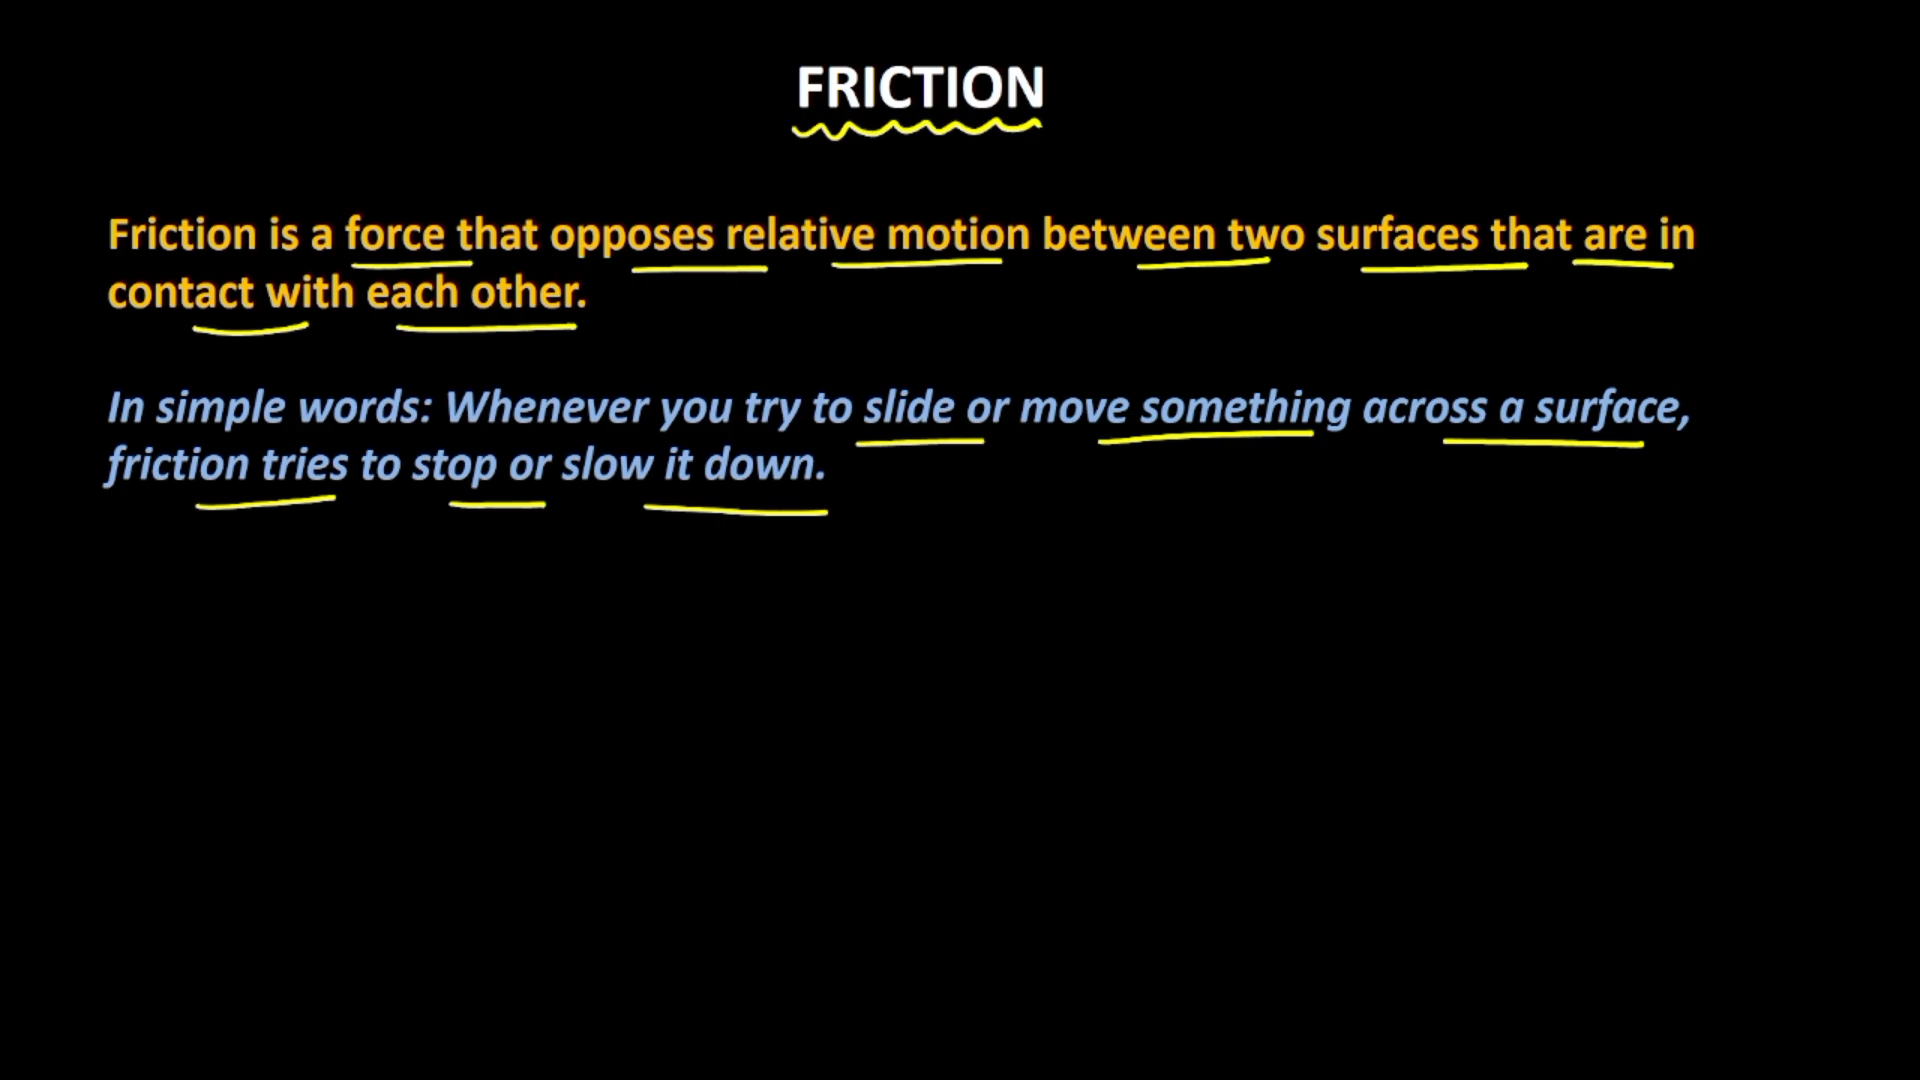 FRICTION
Friction is a force that opposes relative motion between two surfaces that are in
contact with each other.
In simple words: Whenever you try to slide or move something across a surface,
friction tries to stop or slow it down.